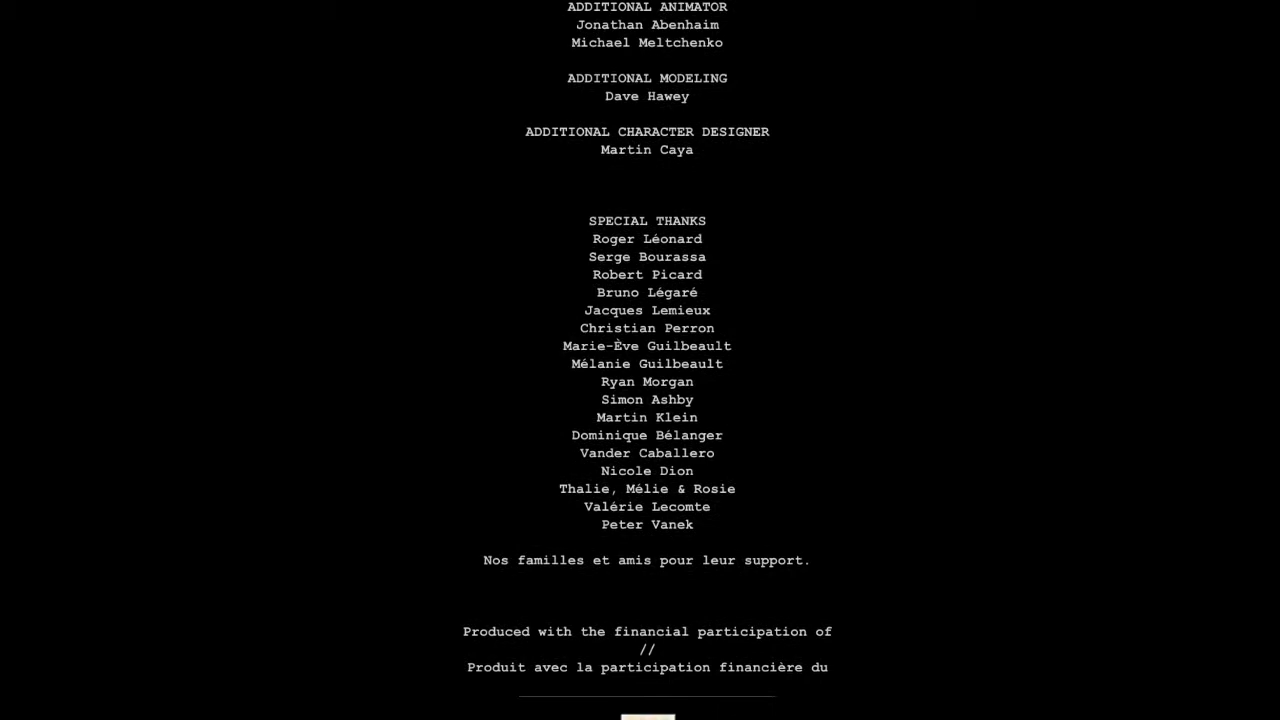 ADDITIONAL ANIMATOR
Jonathan Abenhaim
Michael Meltchenko
ADDITIONAL MODELING
Dave Hawey
ADDITIONAL CHARACTER DESIGNER
Martin Caya
SPECIAL THANKS
Roger Léonard
Serge Bourassa
Robert Picard
Bruno Légaré
Jacques Lemieux
Christian Perron
Marie-Ève Guilbeault
Mélanie Guilbeault
Ryan Morgan
Simon Ashby
Martin Klein
Dominique Bélanger
Vander Caballero
Nicole Dion
Thalie, Mélie & Rosie
Valérie Lecomte
Peter Vanek
Nos familles et amis pour leur support.
Produced with the financial participation of
//
Produit avec la participation financière du